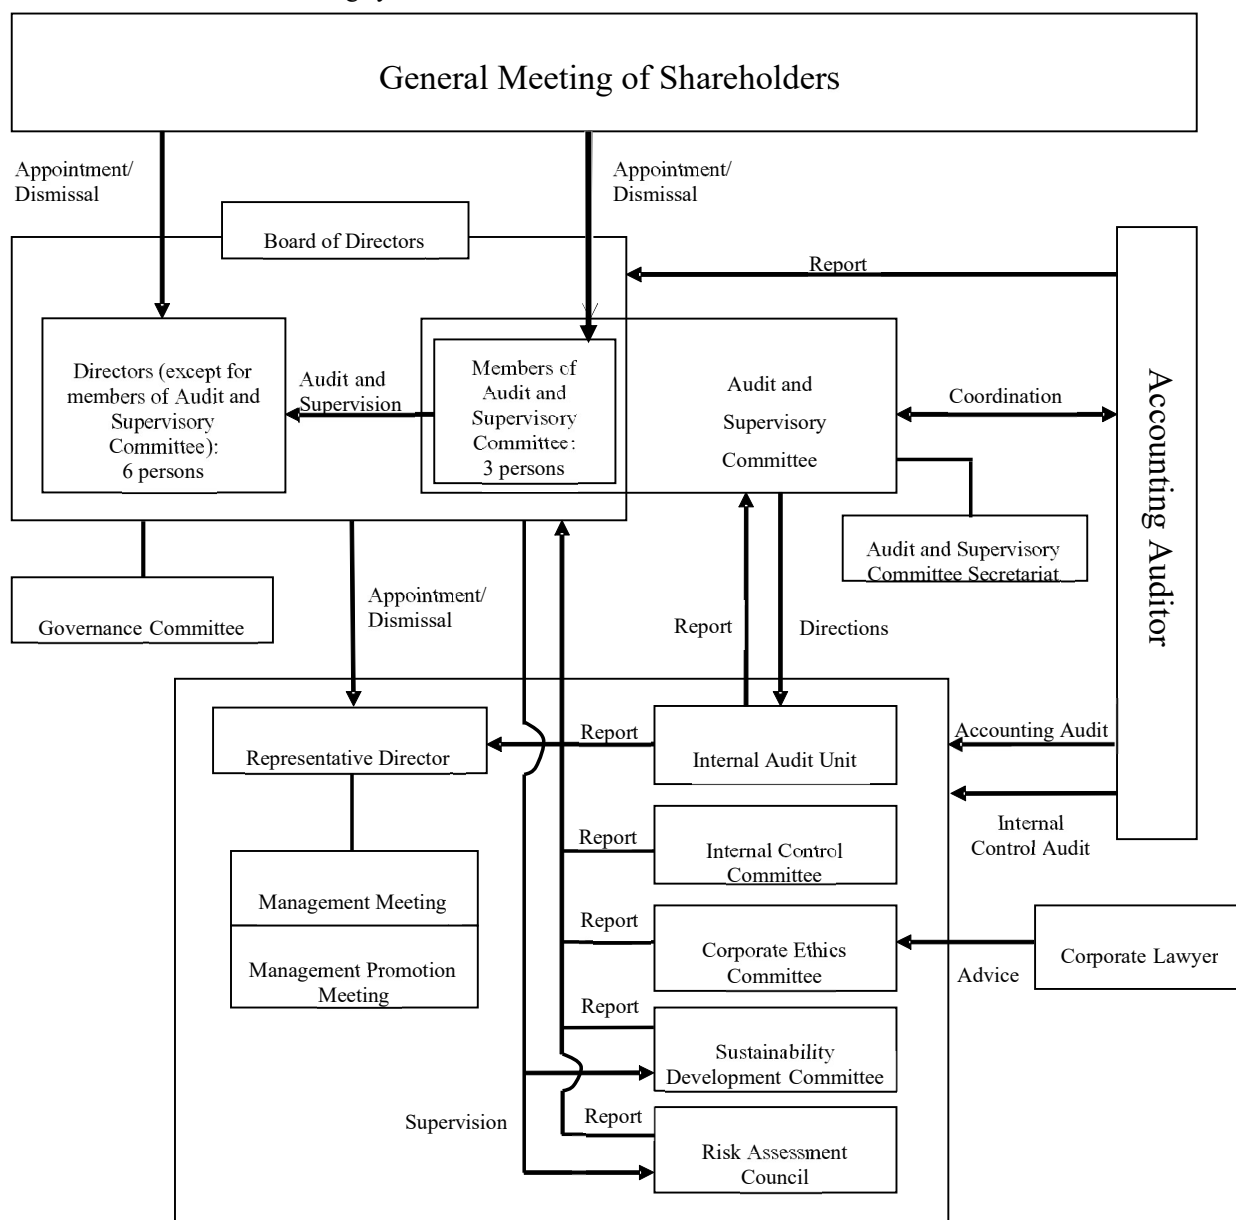 General Meeting of Shareholders
Appointment/
Dismissal
Appointment/
Dismissal
Board of Directors
Report
Directors (except for
members of Audit and
Supervisory
Committee):
6 persons
Audit and
Supervision
Members of
Audit and
Supervisory
Committee:
3 persons
Audit and
Supervisory
Committee
Coordination
Accounting Auditor
Audit and Supervisory
Committee Secretariat
Governance Committee
Appointment/
Dismissal
Report
Directions
Representative Director
Report
Internal Audit Unit
Accounting Audit
Internal
Control Audit
Report
Internal Control
Committee
Management Meeting
Management Promotion
Meeting
Report
Corporate Ethics
Committee
Advice
Corporate Lawyer
Report
Sustainability
Development Committee
Supervision
Report
Risk Assessment
Council